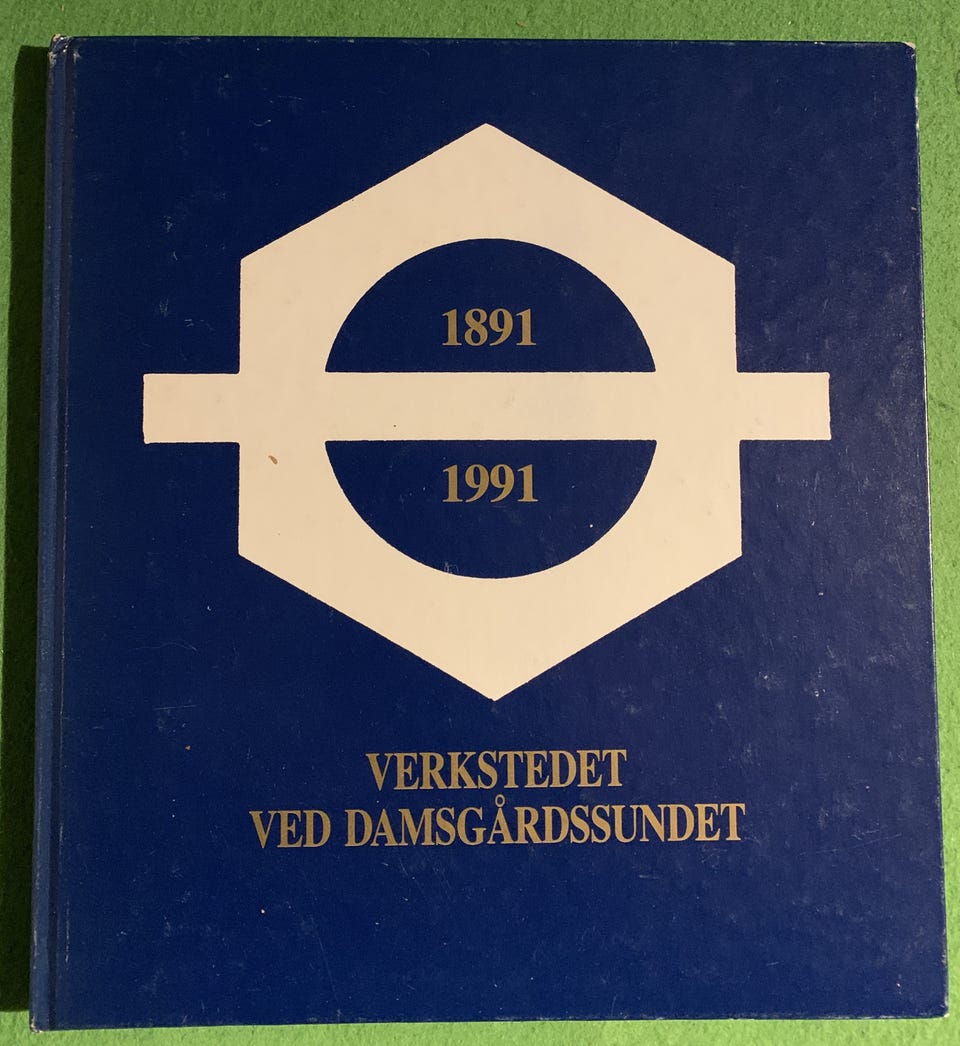 1891
1991
VERKSTEDET
VED DAMSGÅRDSSUNDET